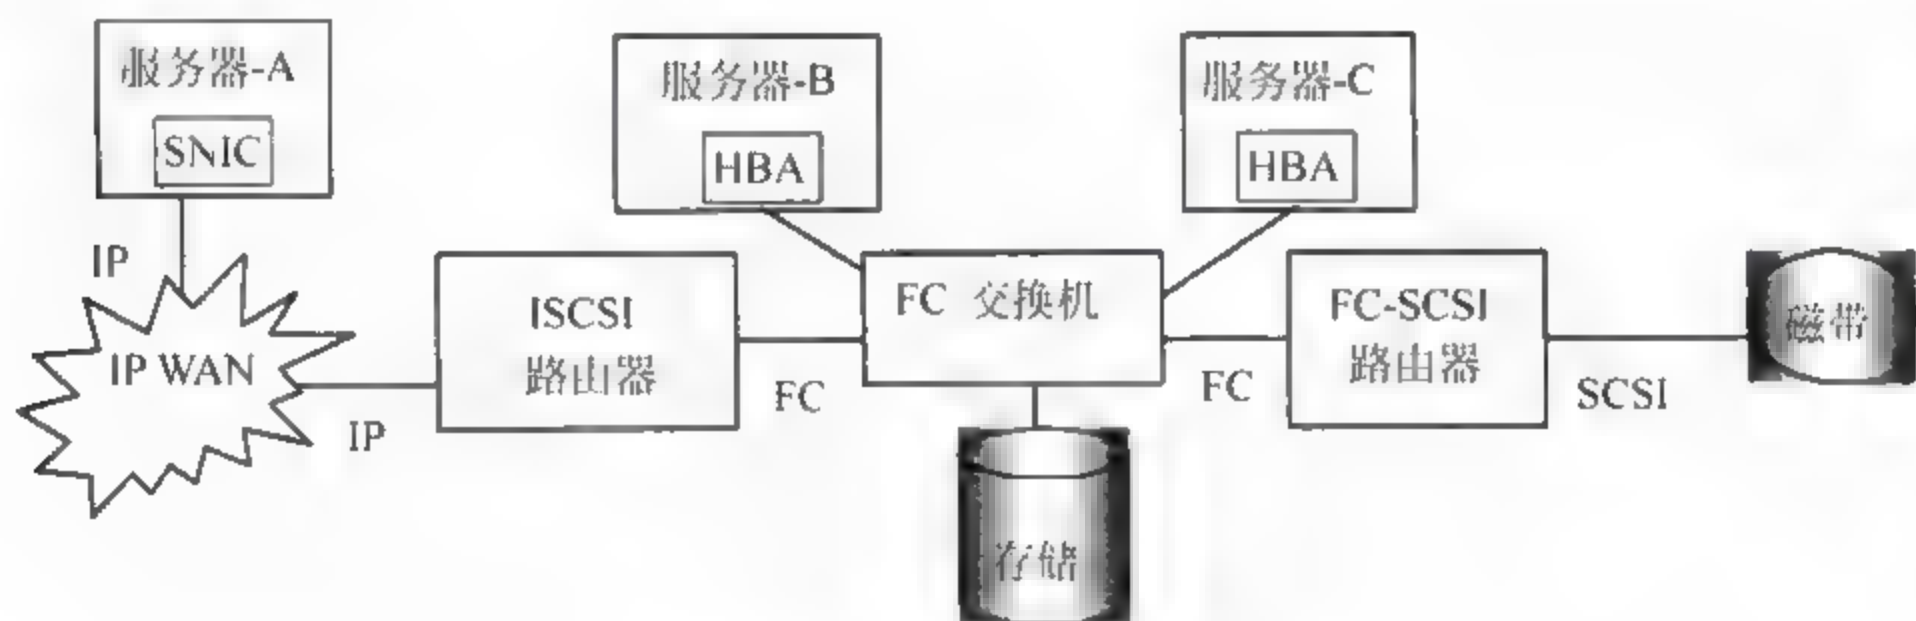 服务器-A
SNIC
服务器-B
HBA
服务器-C
HBA
IP
IP WAN
IP
ISCSI
路由器
FC
FC 交换机
FC
FC-SCSI
路由器
SCSI
磁带
存储